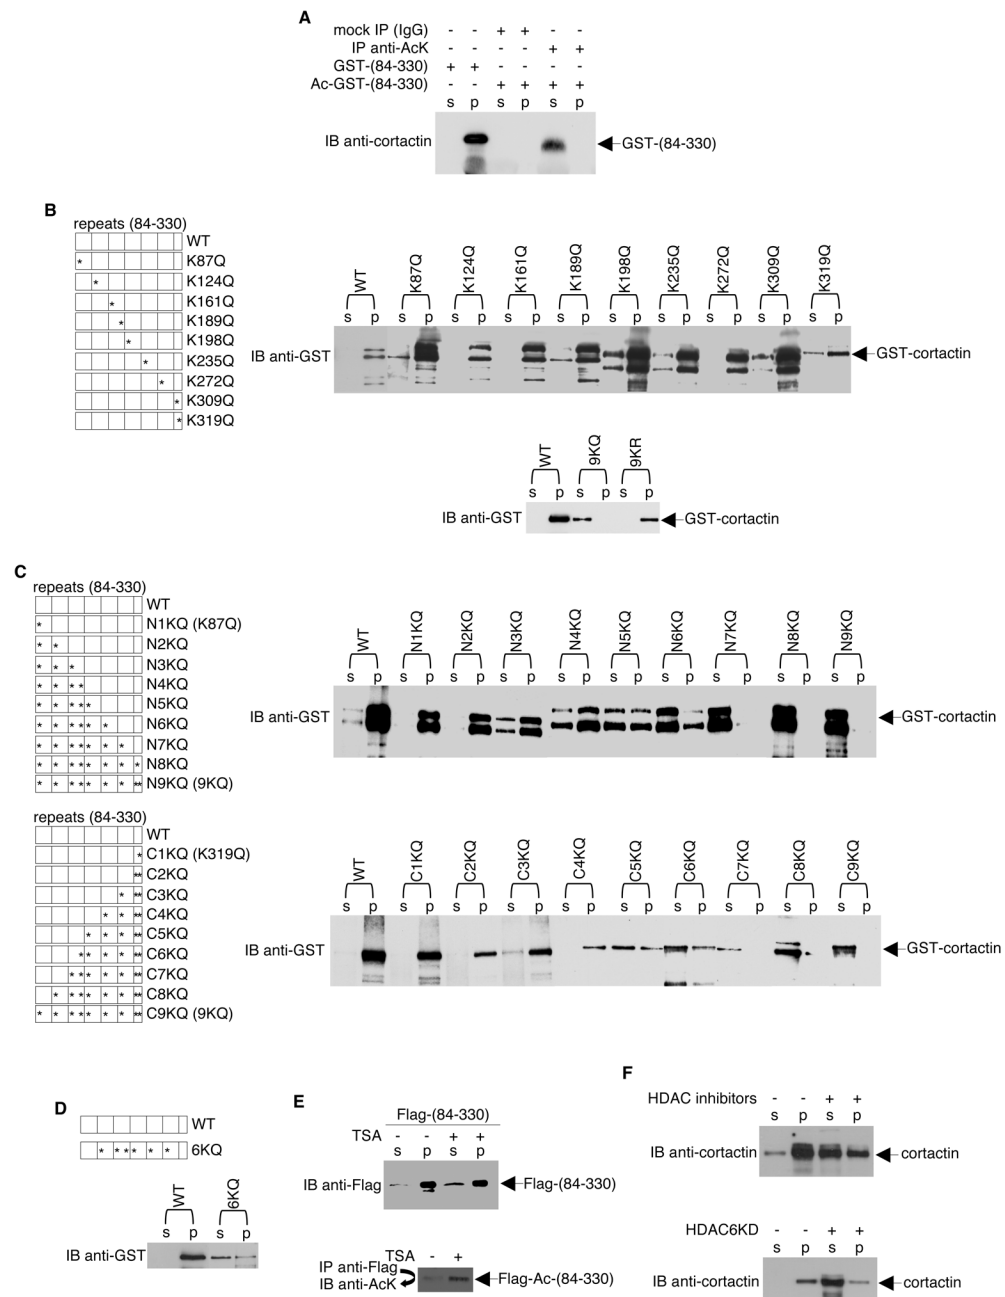 A
mock IP (IgG) - - + + - -
IP anti-AcK - - - - + +
GST-(84-330) + + - - - -
Ac-GST-(84-330) - - + + + +
s p s p s p
IB anti-cortactin
GST-(84-330)
B
repeats (84-330)
WT
* K87Q
* K124Q
* K161Q
* K189Q
* K198Q
* K235Q
* K272Q
* K309Q
* K319Q
WT K87Q K124Q K161Q K189Q K198Q K235Q K272Q K309Q K319Q
s p s p s p s p s p s p s p s p s p s p
IB anti-GST
GST-cortactin
WT 9KQ 9KR
s p s p s p
IB anti-GST
GST-cortactin
C
repeats (84-330)
WT
* N1KQ (K87Q)
* * N2KQ
* * * N3KQ
* * * * N4KQ
* * * * * N5KQ
* * * * * * N6KQ
* * * * * * * N7KQ
* * * * * * * * N8KQ
* * * * * * * ** N9KQ (9KQ)
WT N1KQ N2KQ N3KQ N4KQ N5KQ N6KQ N7KQ N8KQ N9KQ
s p s p s p s p s p s p s p s p s p s p
IB anti-GST
GST-cortactin
repeats (84-330)
WT
* C1KQ (K319Q)
** C2KQ
* ** C3KQ
* * ** C4KQ
* * * ** C5KQ
* * * * ** C6KQ
* * * * * ** C7KQ
* * * * * * ** C8KQ
* * * * * * * ** C9KQ (9KQ)
WT C1KQ C2KQ C3KQ C4KQ C5KQ C6KQ C7KQ C8KQ C9KQ
s p s p s p s p s p s p s p s p s p s p
IB anti-GST
GST-cortactin
D
WT
* * * * * * 6KQ
WT 6KQ
s p s p
IB anti-GST
E
Flag-(84-330)
TSA - - + +
s p s p
IB anti-Flag
Flag-(84-330)
TSA - +
IP anti-Flag
IB anti-AcK
Flag-Ac-(84-330)
F
HDAC inhibitors - - + +
s p s p
IB anti-cortactin
cortactin
HDAC6KD - - + +
s p s p
IB anti-cortactin
cortactin